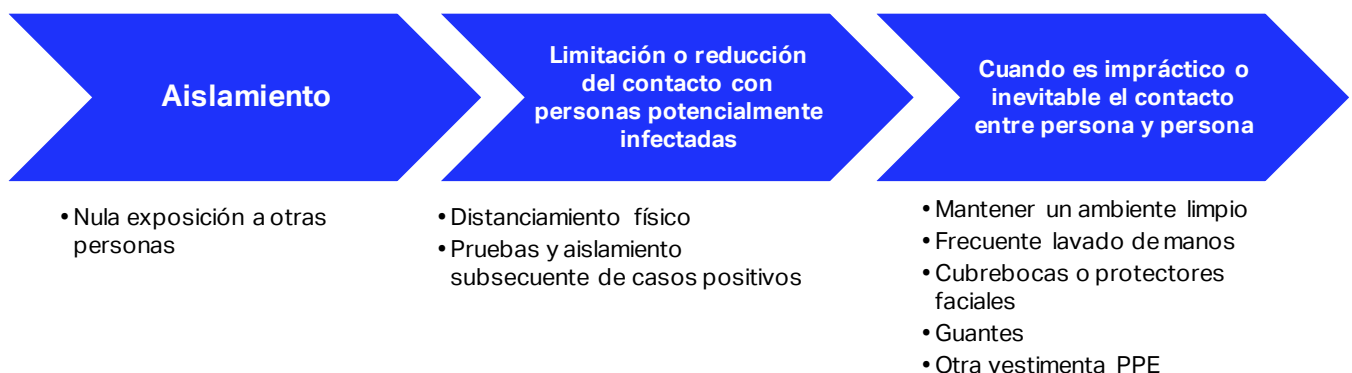 Aislamiento
• Nula exposición a otras
personas
Limitación o reducción
del contacto con
personas potencialmente
infectadas
• Distanciamiento físico
• Pruebas y aislamiento
subsecuente de casos positivos
Cuando es impráctico o
inevitable el contacto
entre persona y persona
• Mantener un ambiente limpio
• Frecuente lavado de manos
• Cubrebocas o protectores
faciales
• Guantes
• Otra vestimenta PPE